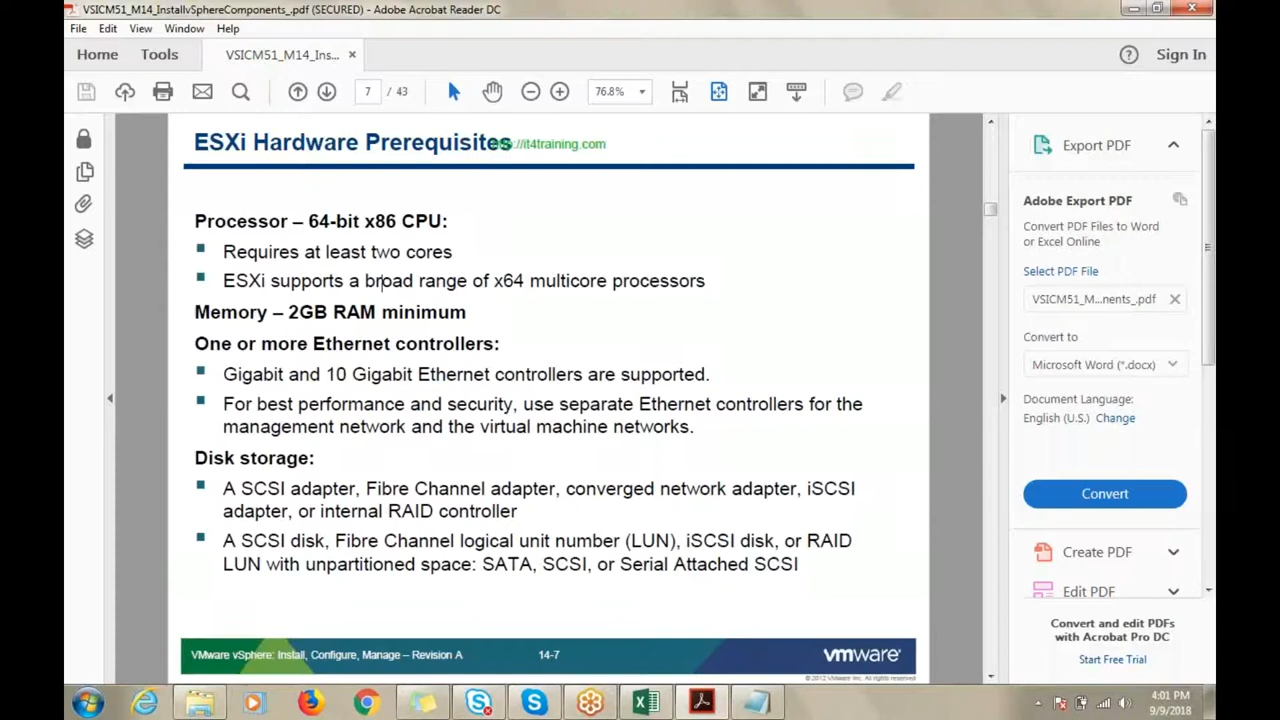 VSICM51_M14_InstallvSphereComponents_.pdf (SECURED) - Adobe Acrobat Reader DC
File Edit View Window Help
Home Tools VSICM51_M14_Ins... × Sign In
7 / 43 76.8%
ESXi Hardware Prerequisites
://it4training.com
Processor – 64-bit x86 CPU:
Requires at least two cores
ESXi supports a broad range of x64 multicore processors
Memory – 2GB RAM minimum
One or more Ethernet controllers:
Gigabit and 10 Gigabit Ethernet controllers are supported.
For best performance and security, use separate Ethernet controllers for the
management network and the virtual machine networks.
Disk storage:
A SCSI adapter, Fibre Channel adapter, converged network adapter, iSCSI
adapter, or internal RAID controller
A SCSI disk, Fibre Channel logical unit number (LUN), iSCSI disk, or RAID
LUN with unpartitioned space: SATA, SCSI, or Serial Attached SCSI
VMware vSphere: Install, Configure, Manage – Revision A 14-7 vmware®
© 2012 VMware Inc. All rights reserved
Export PDF
Adobe Export PDF
Convert PDF Files to Word
or Excel Online
Select PDF File
VSICM51_M...nents_.pdf
Convert to
Microsoft Word (*.docx)
Document Language:
English (U.S.) Change
Convert
Create PDF
Edit PDF
Convert and edit PDFs
with Acrobat Pro DC
Start Free Trial
4:01 PM
9/9/2018